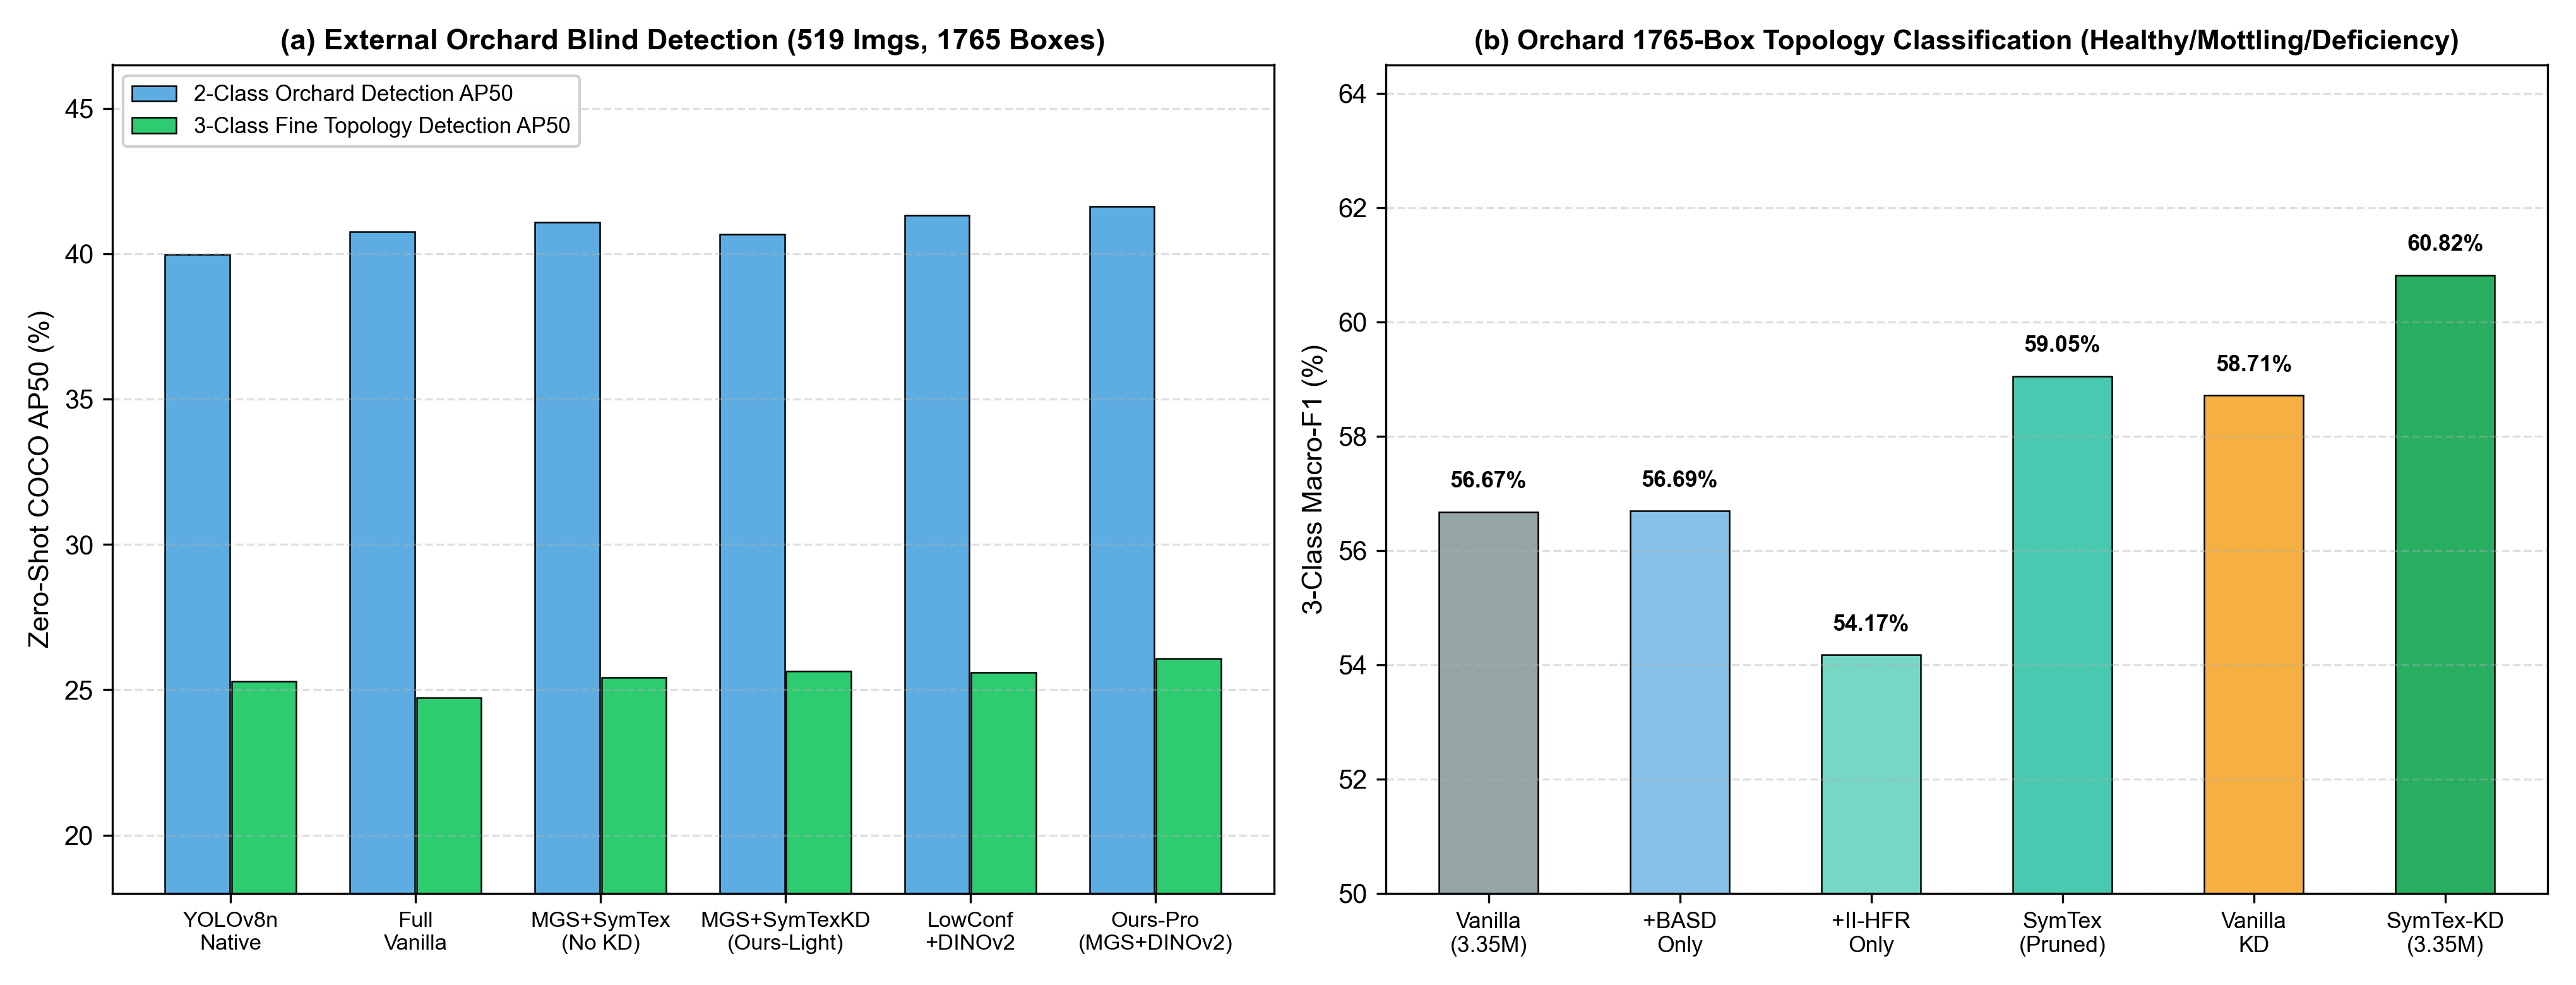 (a) External Orchard Blind Detection (519 Imgs, 1765 Boxes)
2-Class Orchard Detection AP50
3-Class Fine Topology Detection AP50
Zero-Shot COCO AP50 (%)
45
40
35
30
25
20
YOLOv8n
Native
Full
Vanilla
MGS+SymTex
(No KD)
MGS+SymTexKD
(Ours-Light)
LowConf
+DINOv2
Ours-Pro
(MGS+DINOv2)
(b) Orchard 1765-Box Topology Classification (Healthy/Mottling/Deficiency)
3-Class Macro-F1 (%)
64
62
60
58
56
54
52
50
56.67%
56.69%
54.17%
59.05%
58.71%
60.82%
Vanilla
(3.35M)
+BASD
Only
+II-HFR
Only
SymTex
(Pruned)
Vanilla
KD
SymTex-KD
(3.35M)